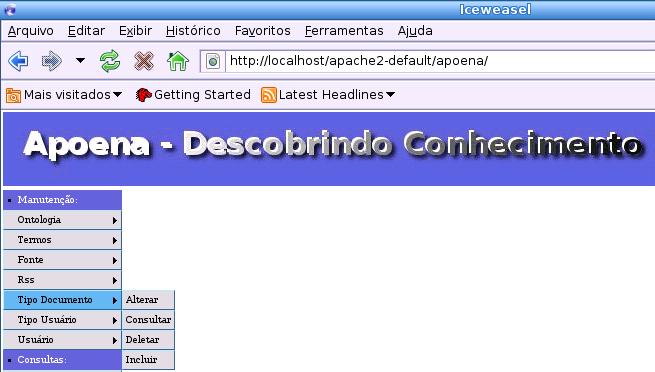 Iceweasel
Arquivo Editar Exibir Histórico Favoritos Ferramentas Ajuda
http://localhost/apache2-default/apoena/
Mais visitados Getting Started Latest Headlines
Apoena - Descobrindo Conhecimento
Manutenção:
Ontologia
Termos
Fonte
Rss
Tipo Documento Alterar
Tipo Usuário Consultar
Usuário Deletar
Consultas: Incluir